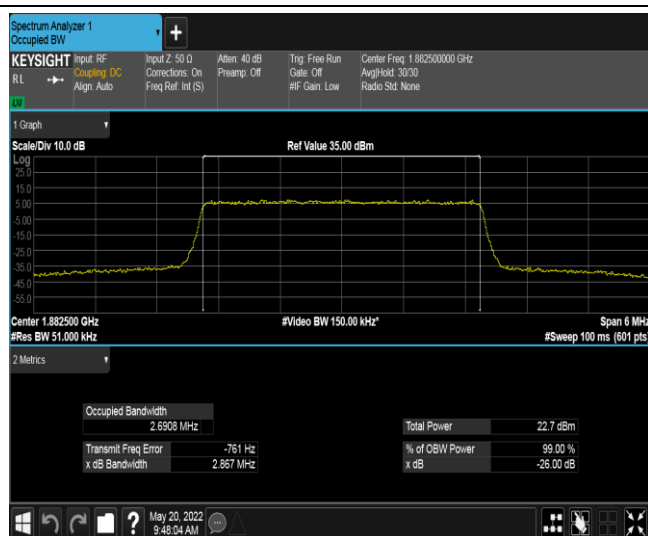 Spectrum Analyzer 1
Occupied BW
+
KEYSIGHT Input: RF Input Z: 50 Ω Atten: 40 dB Trig: Free Run Center Freq: 1.882500000 GHz
RL Coupling: DC Corrections: On Preamp: Off Gate: Off Avg|Hold: 30/30
Align: Auto Freq Ref: Int (S) #IF Gain: Low Radio Std: None
LM
1 Graph
Scale/Div 10.0 dB Ref Value 35.00 dBm
Log
25.0
15.0
5.00
-5.00
-15.0
-25.0
-35.0
-45.0
-55.0
Center 1.882500 GHz #Video BW 150.00 kHz* Span 6 MHz
#Res BW 51.000 kHz #Sweep 100 ms (601 pts)
2 Metrics
Occupied Bandwidth
2.6908 MHz Total Power 22.7 dBm
Transmit Freq Error -761 Hz % of OBW Power 99.00 %
x dB Bandwidth 2.867 MHz x dB -26.00 dB
? May 20, 2022
9:48:04 AM